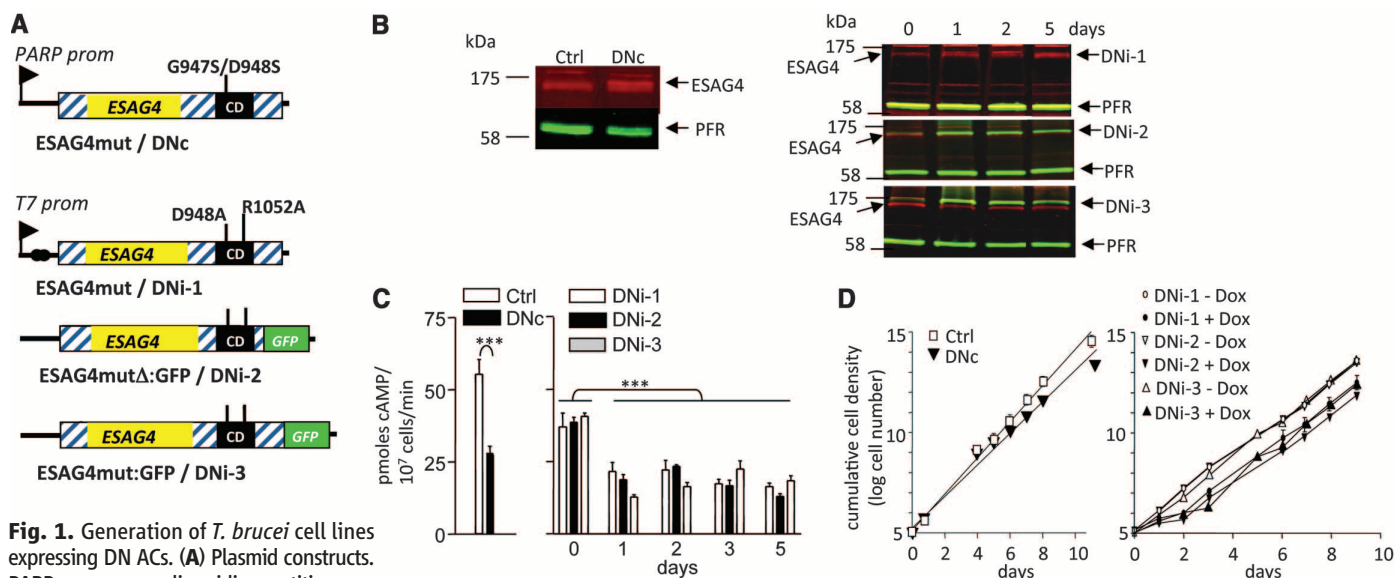 A
PARP prom
G947S/D948S
ESAG4
CD
ESAG4mut / DNc
T7 prom
D948A
R1052A
ESAG4
CD
ESAG4mut / DNi-1
ESAG4
CD
GFP
ESAG4mutΔ:GFP / DNi-2
ESAG4
CD
GFP
ESAG4mut:GFP / DNi-3
Fig. 1. Generation of T. brucei cell lines
expressing DN ACs. (A) Plasmid constructs.
B
kDa
Ctrl DNc
175
ESAG4
PFR
58
kDa
0 1 2 5 days
175
ESAG4
DNi-1
58
PFR
175
ESAG4
DNi-2
58
PFR
175
ESAG4
DNi-3
58
PFR
C
Ctrl
DNc
DNi-1
DNi-2
DNi-3
pmoles cAMP/
10⁷ cells/min
75
50
25
0
***
***
0 1 2 3 5
days
D
cumulative cell density
(log cell number)
15
10
5
Ctrl
DNc
0 2 4 6 8 10
days
DNi-1 - Dox
DNi-1 + Dox
DNi-2 - Dox
DNi-2 + Dox
DNi-3 - Dox
DNi-3 + Dox
15
10
5
0 2 4 6 8 10
days